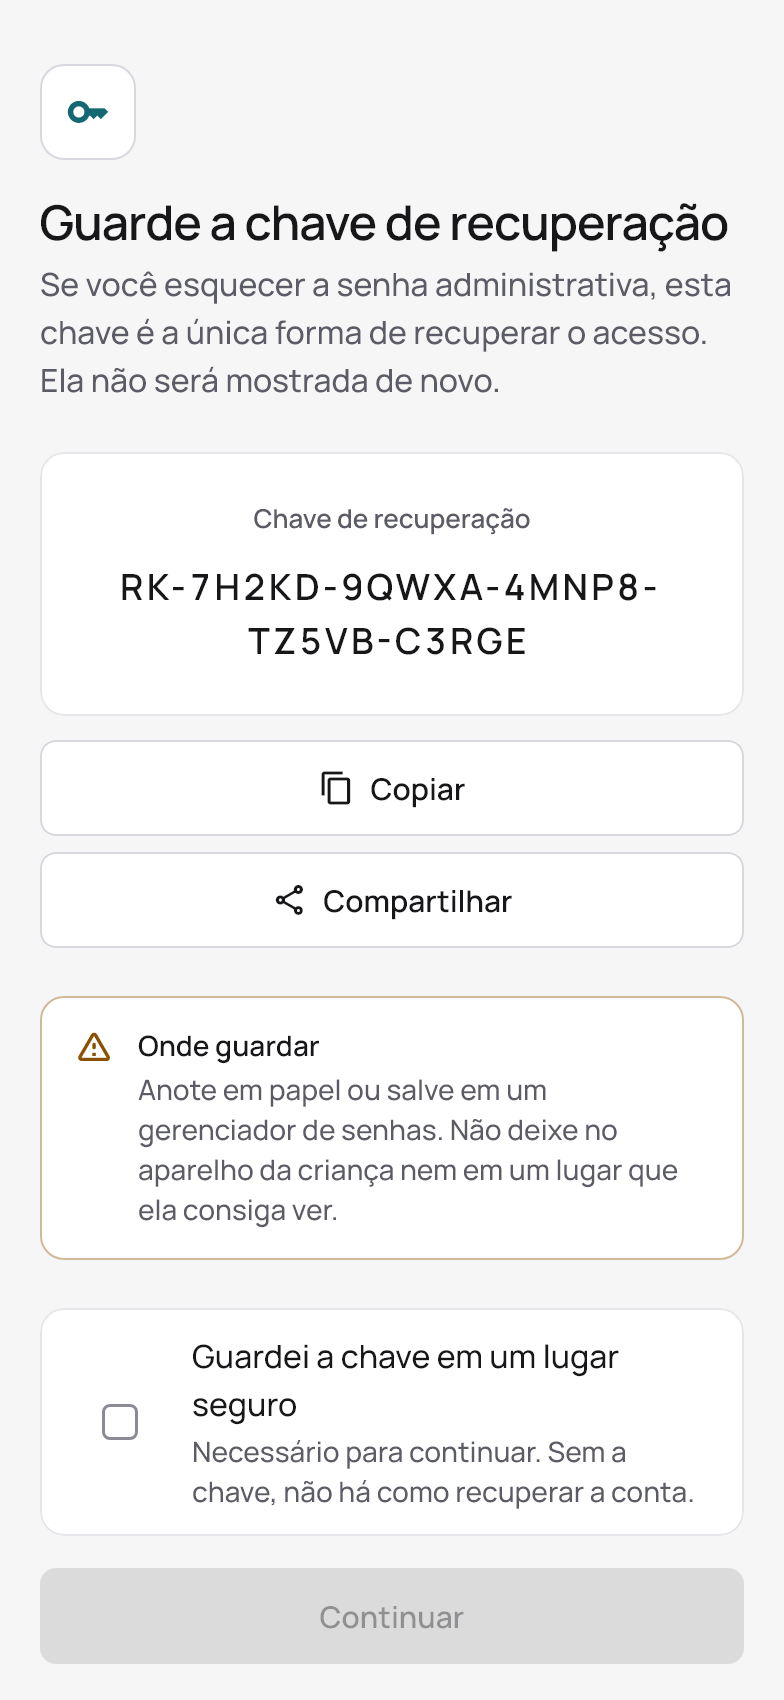 Guarde a chave de recuperação
Se você esquecer a senha administrativa, esta
chave é a única forma de recuperar o acesso.
Ela não será mostrada de novo.
Chave de recuperação
RK-7H2KD-9QWXA-4MNP8-
TZ5VB-C3RGE
Copiar
Compartilhar
Onde guardar
Anote em papel ou salve em um
gerenciador de senhas. Não deixe no
aparelho da criança nem em um lugar que
ela consiga ver.
Guardei a chave em um lugar
seguro
Necessário para continuar. Sem a
chave, não há como recuperar a conta.
Continuar